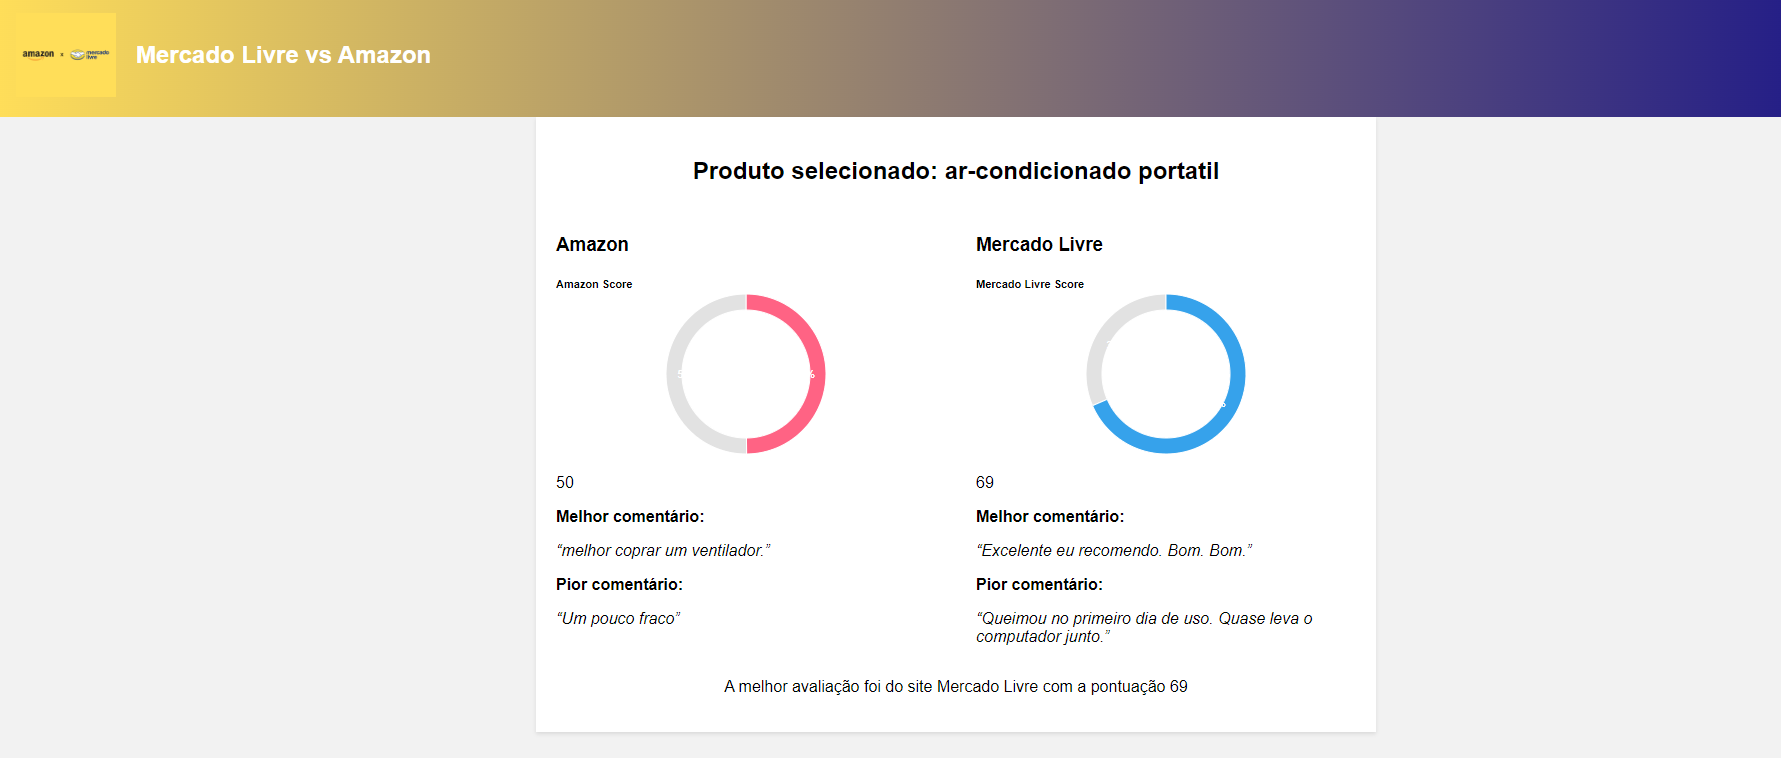 amazon x mercado livre
Mercado Livre vs Amazon
Produto selecionado: ar-condicionado portatil
Amazon
Amazon Score
%
50
Melhor comentário:
“melhor coprar um ventilador.”
Pior comentário:
“Um pouco fraco”
Mercado Livre
Mercado Livre Score
%
69
Melhor comentário:
“Excelente eu recomendo. Bom. Bom.”
Pior comentário:
“Queimou no primeiro dia de uso. Quase leva o
computador junto.”
A melhor avaliação foi do site Mercado Livre com a pontuação 69